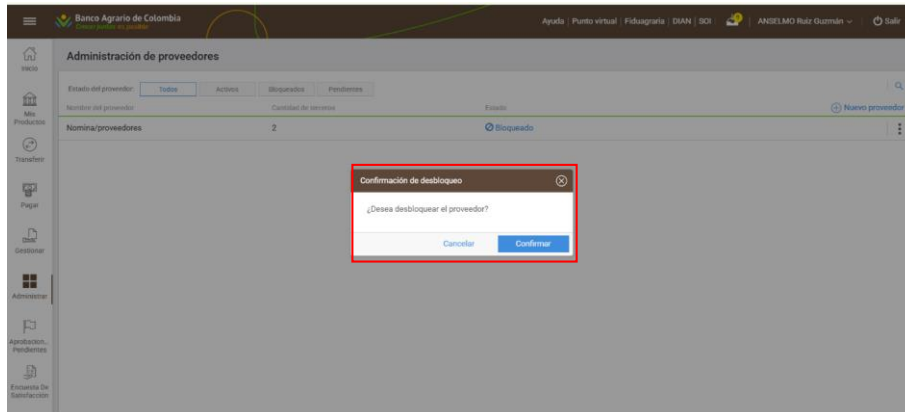 Banco Agrario de Colombia
Ayuda | Punto virtual | Fiduagraria | DIAN | SOI
ANSELMO Ruiz Guzmán
Salir
Inicio
Mis
Productos
Transferir
Pagar
Gestionar
Administrar
Aprobacion..
Pendientes
Encuesta De
Satisfacción
Administración de proveedores
Estado del proveedor: Todos Activos Bloqueados Pendientes
Nombre del proveedor Cantidad de servicios Estado Nuevo proveedor
Nomina/proveedores 2 Bloqueado
Confirmación de desbloqueo
¿Desea desbloquear el proveedor?
Cancelar Confirmar